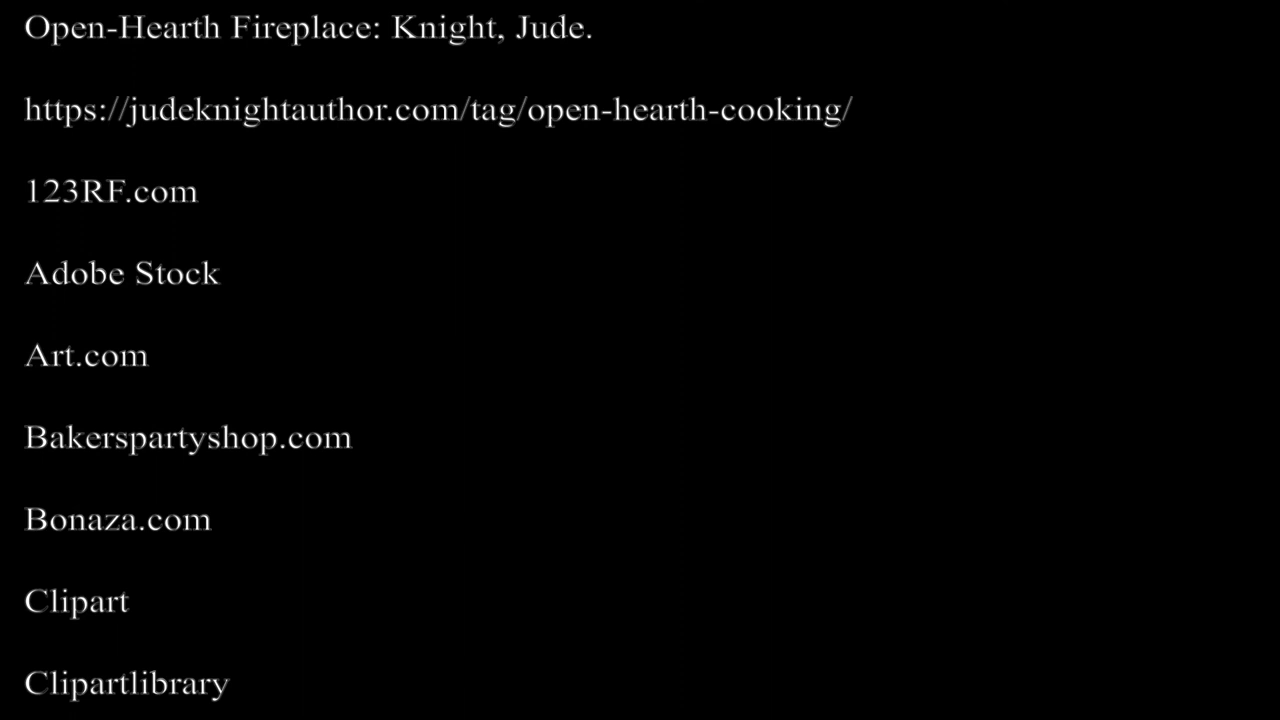 Open-Hearth Fireplace: Knight, Jude.
https://judeknightauthor.com/tag/open-hearth-cooking/
123RF.com
Adobe Stock
Art.com
Bakerspartyshop.com
Bonaza.com
Clipart
Clipartlibrary